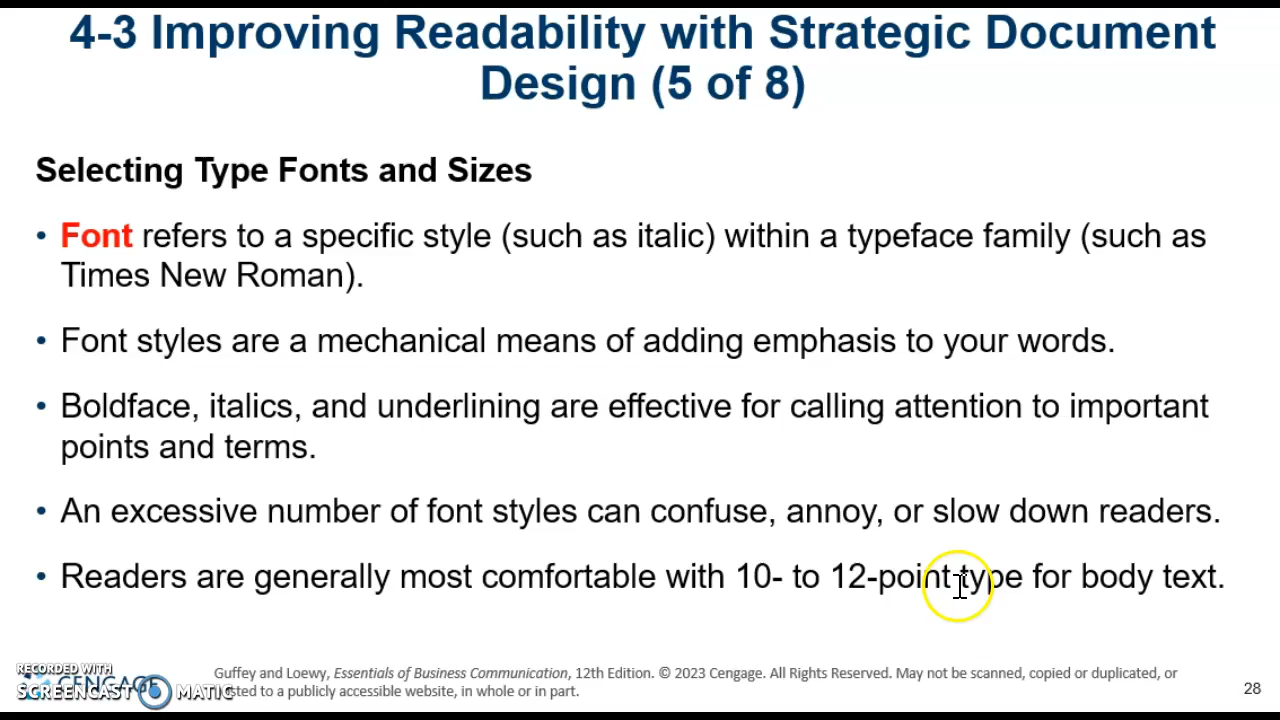 4-3 Improving Readability with Strategic Document
Design (5 of 8)
Selecting Type Fonts and Sizes
• Font refers to a specific style (such as italic) within a typeface family (such as
Times New Roman).
• Font styles are a mechanical means of adding emphasis to your words.
• Boldface, italics, and underlining are effective for calling attention to important
points and terms.
• An excessive number of font styles can confuse, annoy, or slow down readers.
• Readers are generally most comfortable with 10- to 12-point type for body text.
RECORDED WITH
CENGAGE
SCREENCAST MATIC
Guffey and Loewy, Essentials of Business Communication, 12th Edition. © 2023 Cengage. All Rights Reserved. May not be scanned, copied or duplicated, or
to a publicly accessible website, in whole or in part.
28